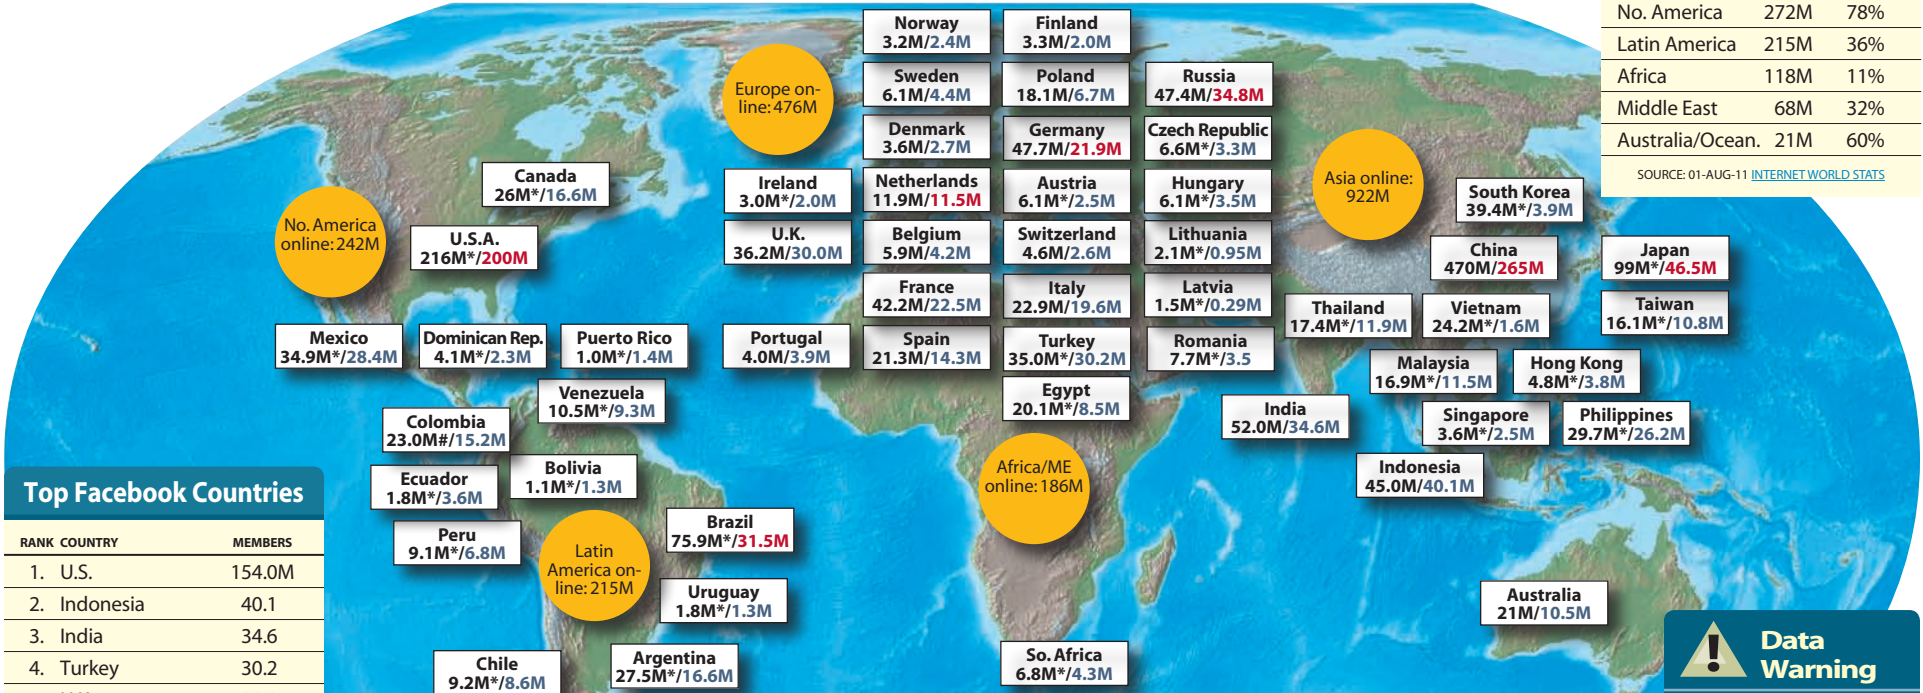 No. America 272M 78%
Latin America 215M 36%
Africa 118M 11%
Middle East 68M 32%
Australia/Ocean. 21M 60%
SOURCE: 01-AUG-11 INTERNET WORLD STATS
Norway
3.2M/2.4M
Finland
3.3M/2.0M
Europe on-
line: 476M
Sweden
6.1M/4.4M
Poland
18.1M/6.7M
Russia
47.4M/34.8M
Denmark
3.6M/2.7M
Germany
47.7M/21.9M
Czech Republic
6.6M*/3.3M
Canada
26M*/16.6M
Ireland
3.0M*/2.0M
Netherlands
11.9M/11.5M
Austria
6.1M*/2.5M
Hungary
6.1M*/3.5M
Asia online:
922M
South Korea
39.4M*/3.9M
No. America
online: 242M
U.S.A.
216M*/200M
U.K.
36.2M/30.0M
Belgium
5.9M/4.2M
Switzerland
4.6M/2.6M
Lithuania
2.1M*/0.95M
China
470M/265M
Japan
99M*/46.5M
France
42.2M/22.5M
Italy
22.9M/19.6M
Latvia
1.5M*/0.29M
Thailand
17.4M*/11.9M
Vietnam
24.2M*/1.6M
Taiwan
16.1M*/10.8M
Mexico
34.9M*/28.4M
Dominican Rep.
4.1M*/2.3M
Puerto Rico
1.0M*/1.4M
Portugal
4.0M/3.9M
Spain
21.3M/14.3M
Turkey
35.0M*/30.2M
Romania
7.7M*/3.5
Malaysia
16.9M*/11.5M
Hong Kong
4.8M*/3.8M
Venezuela
10.5M*/9.3M
Egypt
20.1M*/8.5M
Colombia
23.0M#/15.2M
India
52.0M/34.6M
Singapore
3.6M*/2.5M
Philippines
29.7M*/26.2M
Ecuador
1.8M*/3.6M
Bolivia
1.1M*/1.3M
Africa/ME
online: 186M
Indonesia
45.0M/40.1M
Peru
9.1M*/6.8M
Brazil
75.9M*/31.5M
Latin
America on-
line: 215M
Uruguay
1.8M*/1.3M
Australia
21M/10.5M
Chile
9.2M*/8.6M
Argentina
27.5M*/16.6M
So. Africa
6.8M*/4.3M
Top Facebook Countries
RANK COUNTRY MEMBERS
1. U.S. 154.0M
2. Indonesia 40.1
3. India 34.6
4. Turkey 30.2
!
Data
Warning